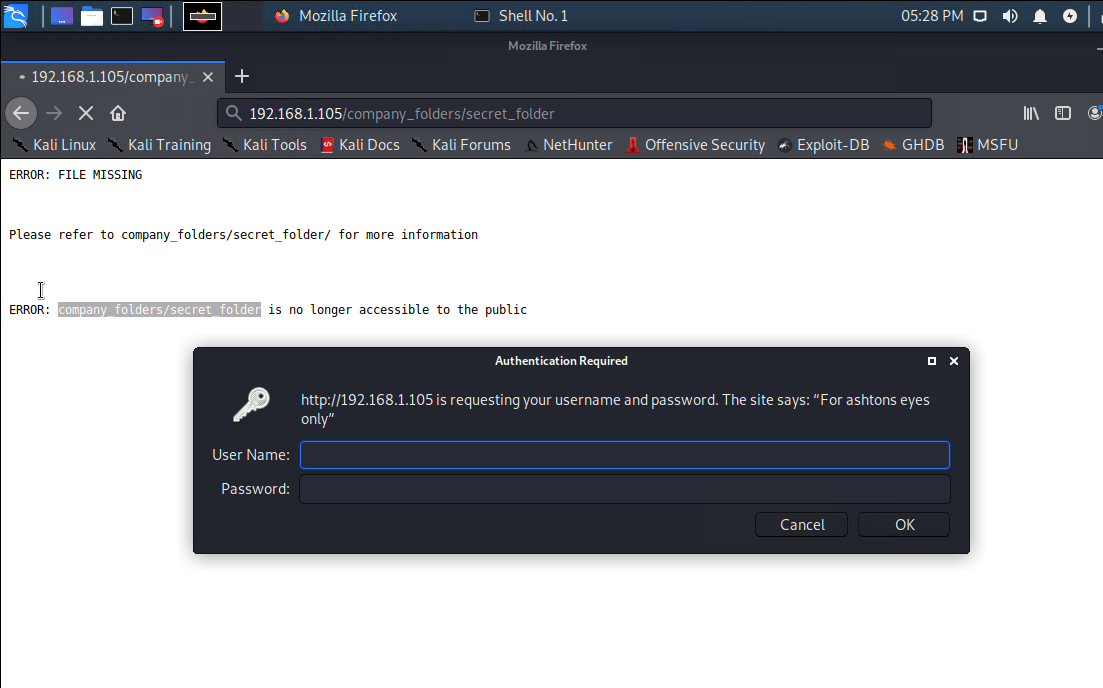 Mozilla Firefox
Shell No. 1
05:28 PM
Mozilla Firefox
192.168.1.105/company_
192.168.1.105/company_folders/secret_folder
Kali Linux
Kali Training
Kali Tools
Kali Docs
Kali Forums
NetHunter
Offensive Security
Exploit-DB
GHDB
MSFU
ERROR: FILE MISSING
Please refer to company_folders/secret_folder/ for more information
ERROR: company_folders/secret_folder is no longer accessible to the public
Authentication Required
http://192.168.1.105 is requesting your username and password. The site says: “For ashtons eyes
only”
User Name:
Password:
Cancel
OK